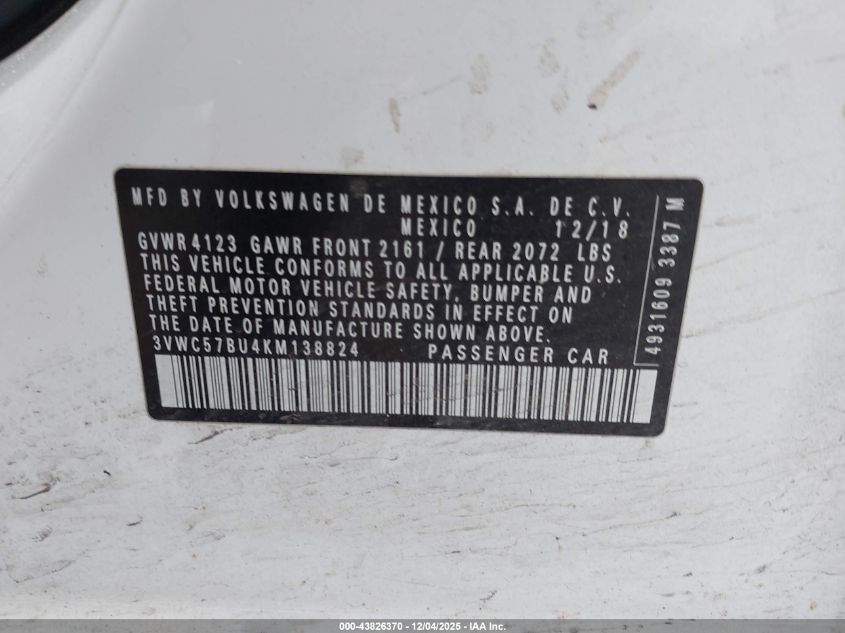 MFD BY VOLKSWAGEN DE MEXICO S.A. DE C.V.
MEXICO 12/18
GVWR 4123 GAWR FRONT 2161 / REAR 2072 LBS
THIS VEHICLE CONFORMS TO ALL APPLICABLE U.S.
FEDERAL MOTOR VEHICLE SAFETY, BUMPER AND
THEFT PREVENTION STANDARDS IN EFFECT ON
THE DATE OF MANUFACTURE SHOWN ABOVE.
3VWC57BU4KM138824 PASSENGER CAR
4931609 3387 M
000-43826370 - 12/04/2025 - IAA Inc.